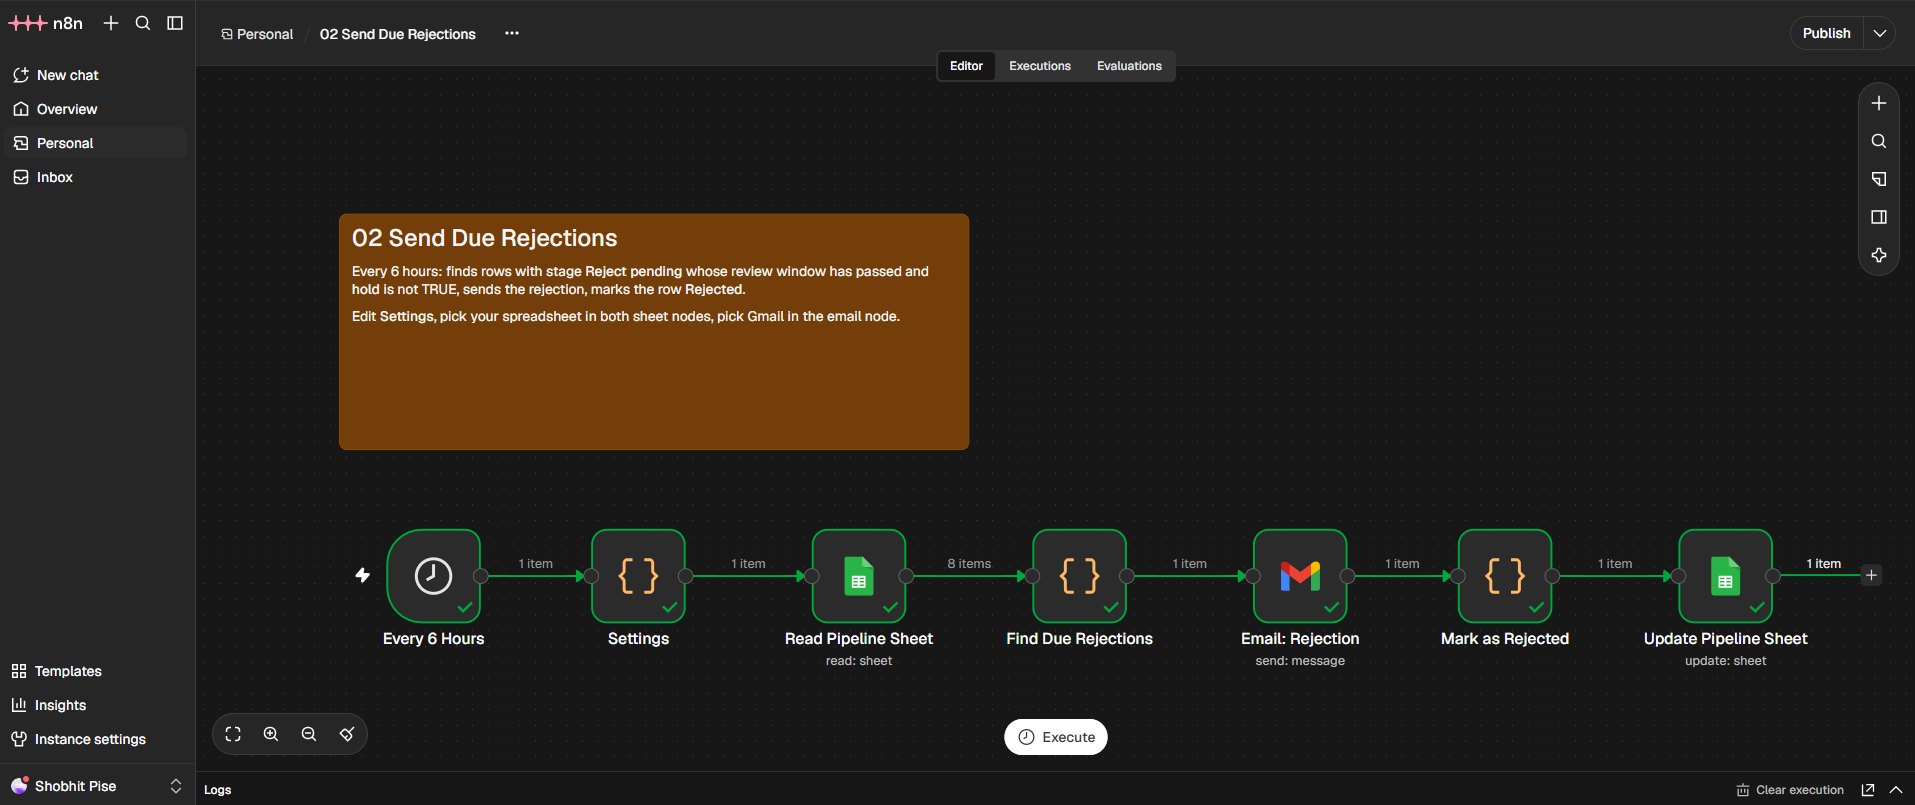 n8n
Personal / 02 Send Due Rejections ...
Publish
Editor Executions Evaluations
New chat
Overview
Personal
Inbox
02 Send Due Rejections
Every 6 hours: finds rows with stage Reject pending whose review window has passed and
hold is not TRUE, sends the rejection, marks the row Rejected.
Edit Settings, pick your spreadsheet in both sheet nodes, pick Gmail in the email node.
1 item 1 item 8 items 1 item 1 item 1 item 1 item
{} {} {}
Every 6 Hours Settings Read Pipeline Sheet Find Due Rejections Email: Rejection Mark as Rejected Update Pipeline Sheet
read: sheet send: message update: sheet
Templates
Insights
Instance settings
Execute
Shobhit Pise
Logs Clear execution